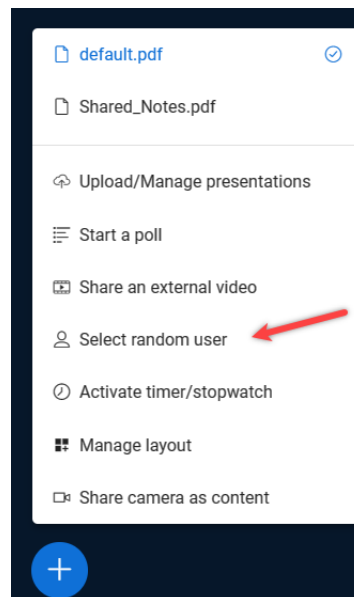 default.pdf
Shared_Notes.pdf
Upload/Manage presentations
Start a poll
Share an external video
Select random user
Activate timer/stopwatch
Manage layout
Share camera as content